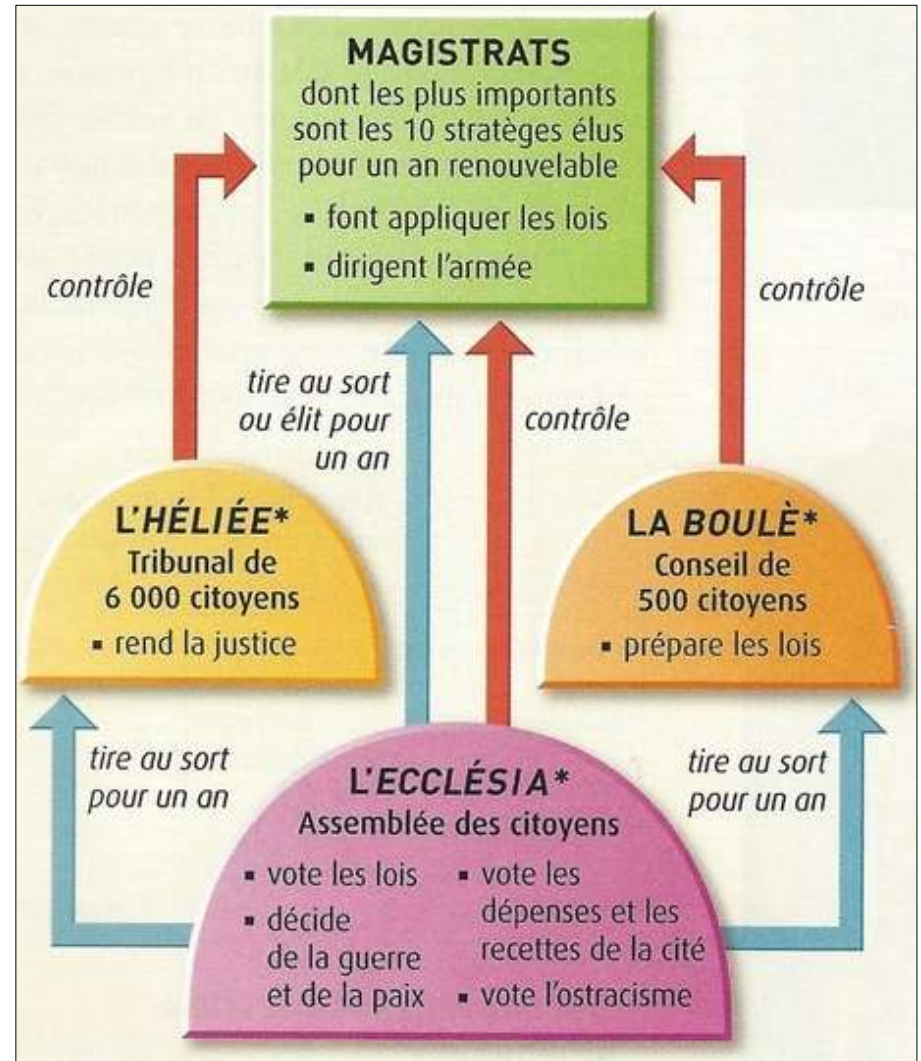 MAGISTRATS
dont les plus importants
sont les 10 stratèges élus
pour un an renouvelable
▪ font appliquer les lois
▪ dirigent l'armée
contrôle
contrôle
tire au sort
ou élit pour
un an
contrôle
L'HÉLIÉE*
Tribunal de
6 000 citoyens
▪ rend la justice
LA BOULÈ*
Conseil de
500 citoyens
▪ prépare les lois
tire au sort
pour un an
tire au sort
pour un an
L'ECCLÉSIA*
Assemblée des citoyens
▪ vote les lois
▪ décide
de la guerre
et de la paix
▪ vote les
dépenses et les
recettes de la cité
▪ vote l'ostracisme